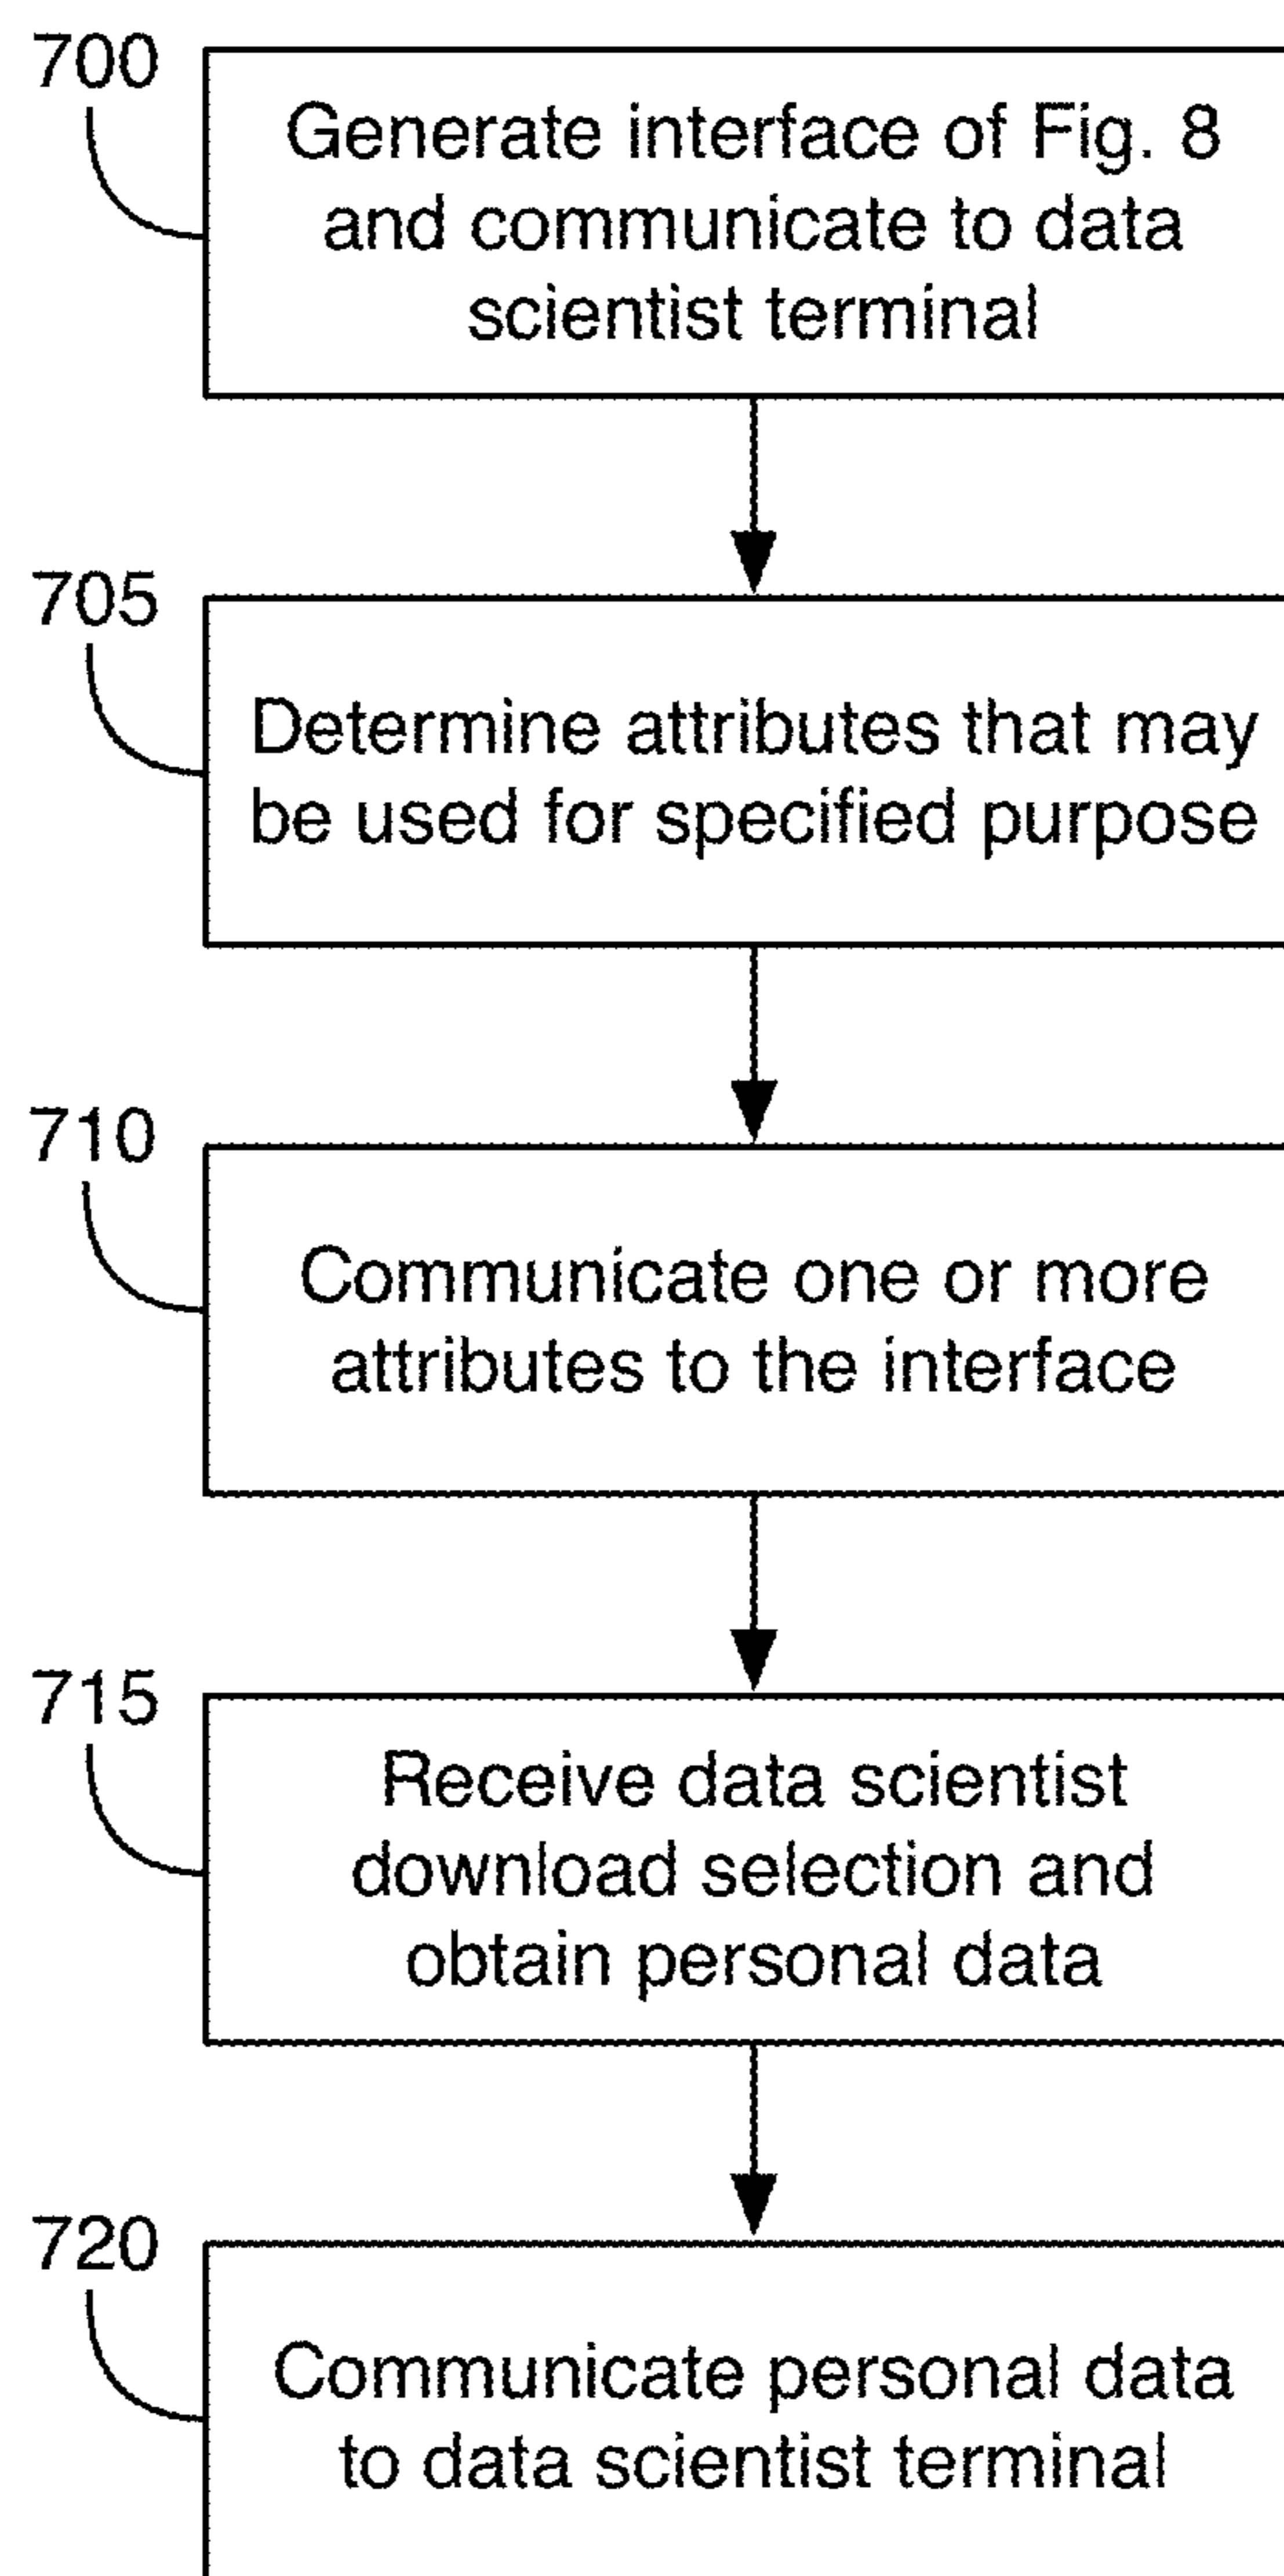 700
Generate interface of Fig. 8
and communicate to data
scientist terminal
705
Determine attributes that may
be used for specified purpose
710
Communicate one or more
attributes to the interface
715
Receive data scientist
download selection and
obtain personal data
720
Communicate personal data
to data scientist terminal